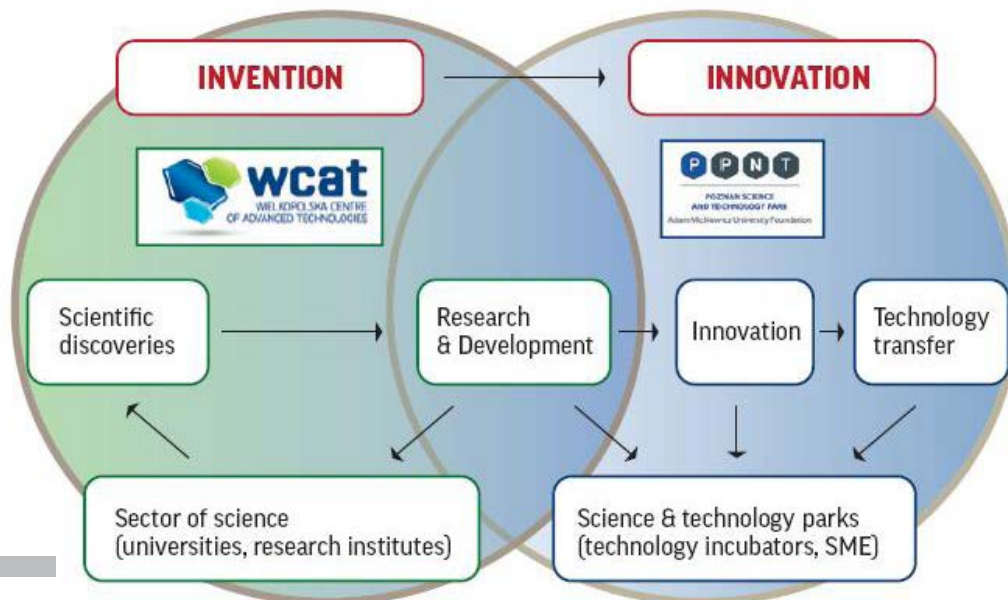 INVENTION
INNOVATION
wcat
WIELKOPOLSKA CENTRE
OF ADVANCED TECHNOLOGIES
PPNT
POZNAN SCIENCE
AND TECHNOLOGY PARK
Adam Mickiewicz University Foundation
Scientific
discoveries
Research
& Development
Innovation
Technology
transfer
Sector of science
(universities, research institutes)
Science & technology parks
(technology incubators, SME)